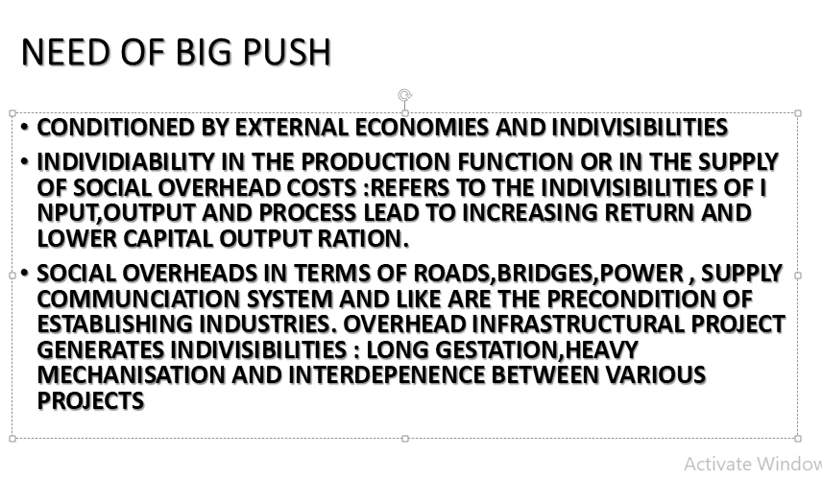 NEED OF BIG PUSH
• CONDITIONED BY EXTERNAL ECONOMIES AND INDIVISIBILITIES
• INDIVIDIABILITY IN THE PRODUCTION FUNCTION OR IN THE SUPPLY
OF SOCIAL OVERHEAD COSTS :REFERS TO THE INDIVISIBILITIES OF I
NPUT,OUTPUT AND PROCESS LEAD TO INCREASING RETURN AND
LOWER CAPITAL OUTPUT RATION.
• SOCIAL OVERHEADS IN TERMS OF ROADS,BRIDGES,POWER , SUPPLY
COMMUNCIATION SYSTEM AND LIKE ARE THE PRECONDITION OF
ESTABLISHING INDUSTRIES. OVERHEAD INFRASTRUCTURAL PROJECT
GENERATES INDIVISIBILITIES : LONG GESTATION,HEAVY
MECHANISATION AND INTERDEPENENCE BETWEEN VARIOUS
PROJECTS
Activate Window